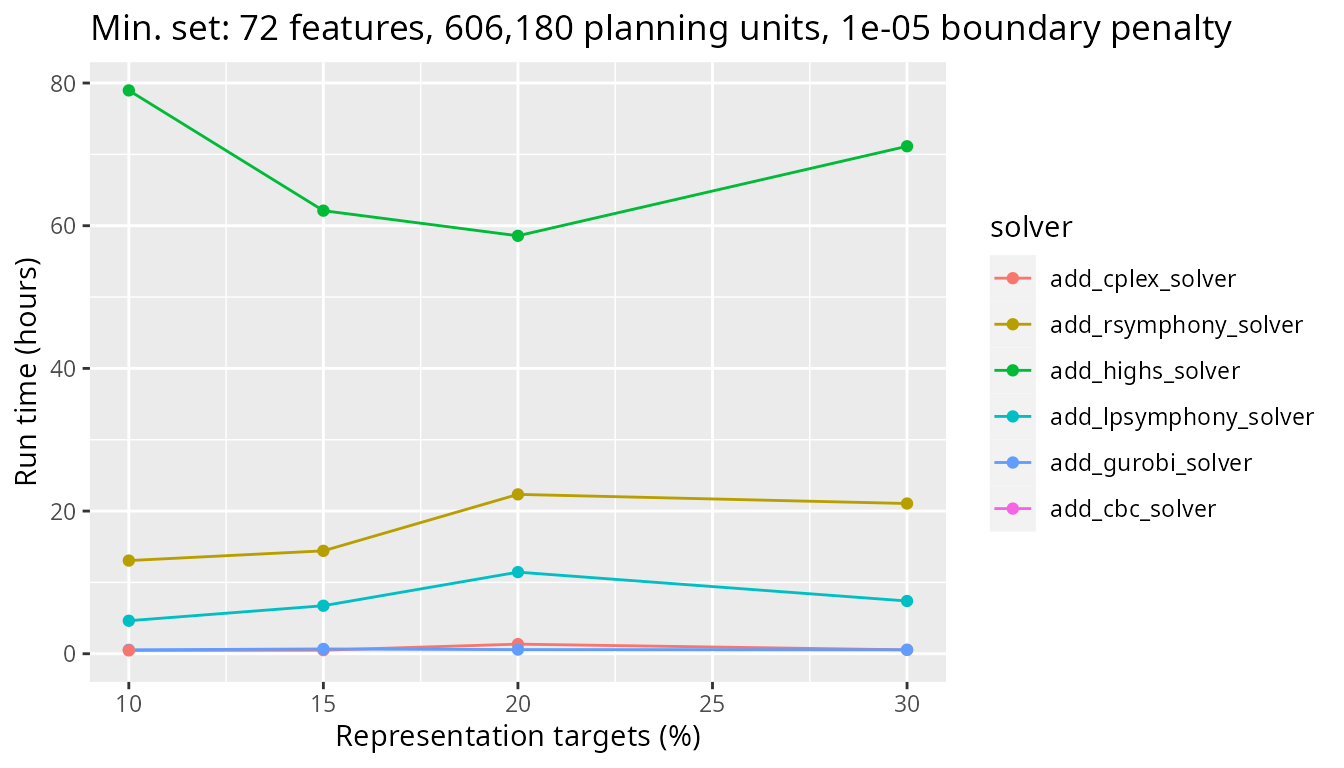 Min. set: 72 features, 606,180 planning units, 1e-05 boundary penalty
80
60
40
20
0
Run time (hours)
10 15 20 25 30
Representation targets (%)
solver
add_cplex_solver
add_rsymphony_solver
add_highs_solver
add_lpsymphony_solver
add_gurobi_solver
add_cbc_solver